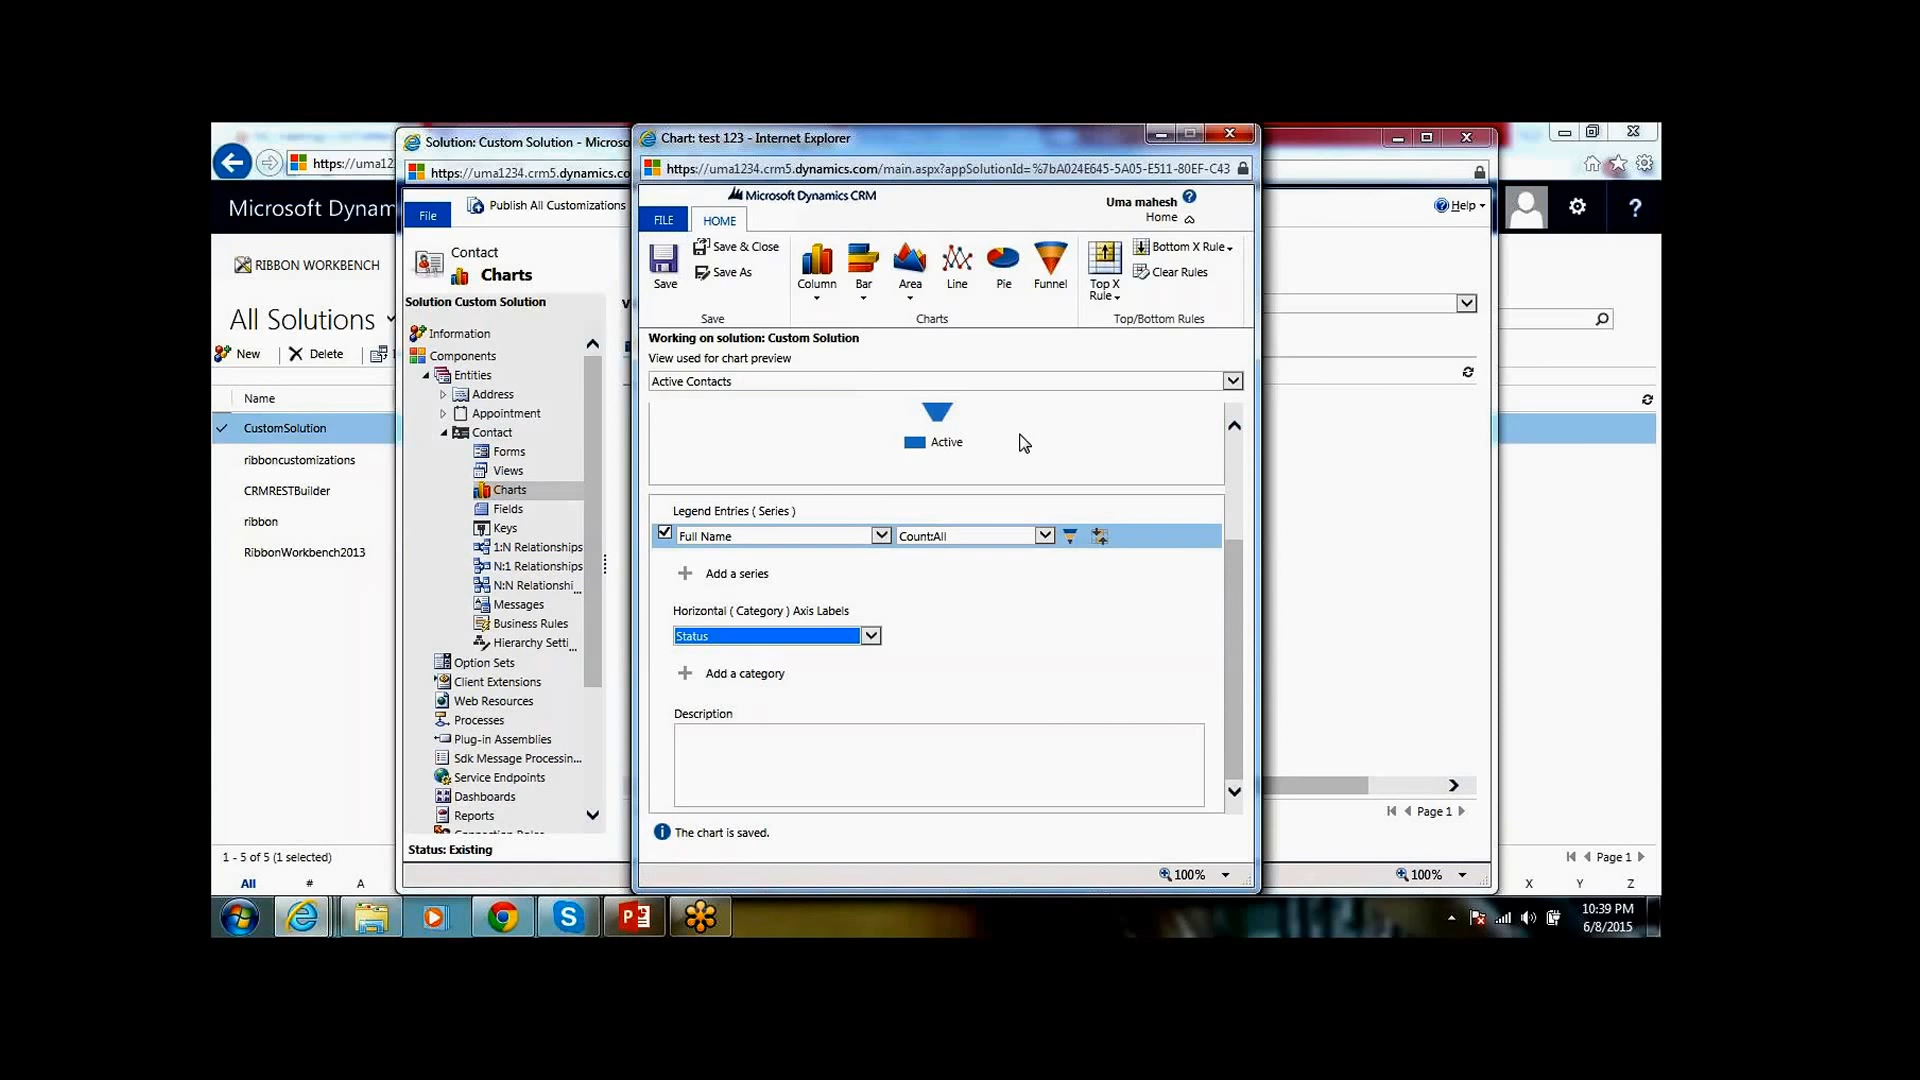 Solution: Custom Solution - Microso
Chart: test 123 - Internet Explorer
https://uma12
https://uma1234.crm5.dynamics.co
https://uma1234.crm5.dynamics.com/main.aspx?appSolutionId=%7bA024E645-5A05-E511-80EF-C43
Microsoft Dynam
File
Publish All Customizations
Microsoft Dynamics CRM
Uma mahesh
Home
Help
FILE
HOME
RIBBON WORKBENCH
Contact
Charts
Save
Save & Close
Save As
Column
Bar
Area
Line
Pie
Funnel
Top X
Rule
Bottom X Rule
Clear Rules
Save
Charts
Top/Bottom Rules
All Solutions
New
Delete
Name
CustomSolution
ribboncustomizations
CRMRESTBuilder
ribbon
RibbonWorkbench2013
1 - 5 of 5 (1 selected)
All
#
A
Solution Custom Solution
Information
Components
Entities
Address
Appointment
Contact
Forms
Views
Charts
Fields
Keys
1:N Relationships
N:1 Relationships
N:N Relationshi...
Messages
Business Rules
Hierarchy Setti...
Option Sets
Client Extensions
Web Resources
Processes
Plug-in Assemblies
Sdk Message Processin...
Service Endpoints
Dashboards
Reports
Status: Existing
Working on solution: Custom Solution
View used for chart preview
Active Contacts
Active
Legend Entries ( Series )
Full Name
Count:All
Add a series
Horizontal ( Category ) Axis Labels
Status
Add a category
Description
The chart is saved.
100%
Page 1
100%
Page 1
X
Y
Z
10:39 PM
6/8/2015